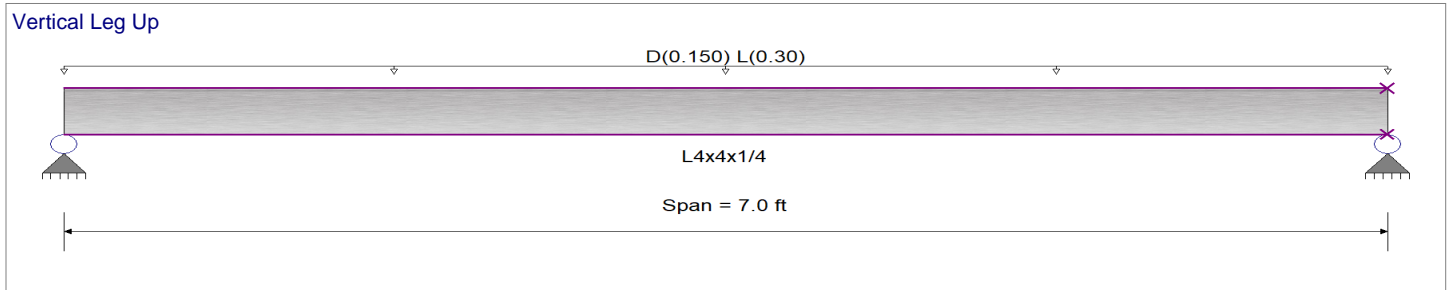 Vertical Leg Up
D(0.150) L(0.30)
L4x4x1/4
Span = 7.0 ft